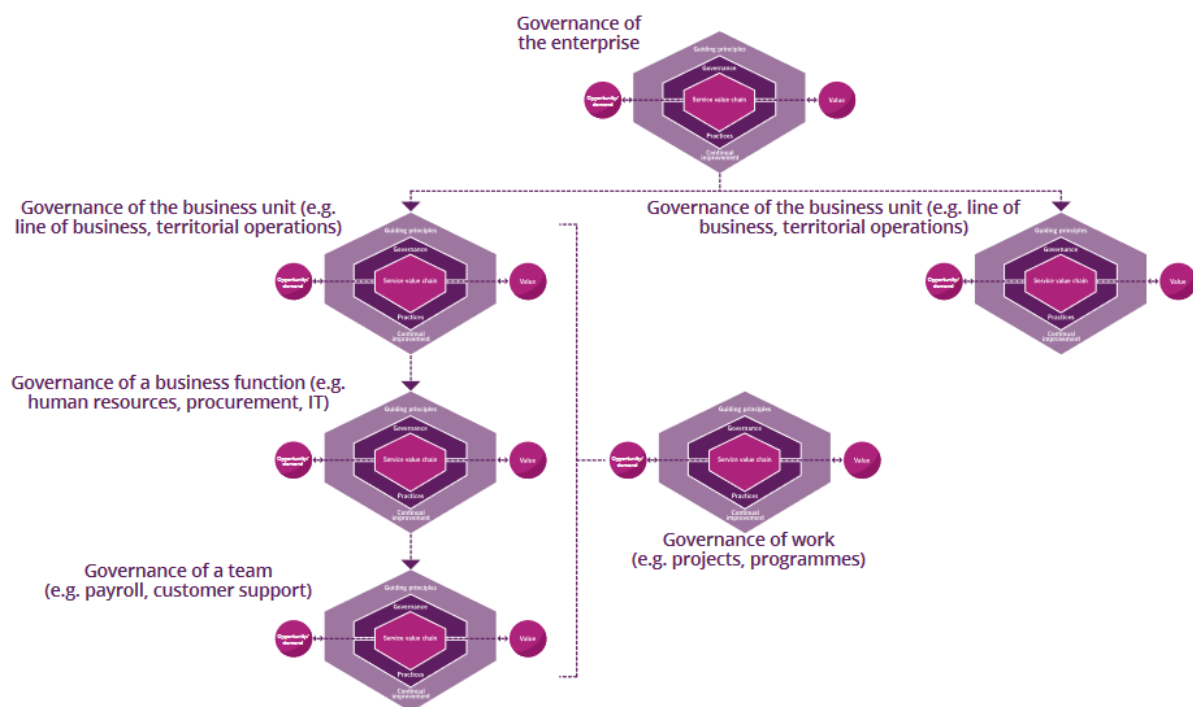 Governance of
the enterprise
Guiding principles
Governance
Opportunity/
demand
Service value chain
Value
Practices
Continual
improvement
Governance of the business unit (e.g.
line of business, territorial operations)
Guiding principles
Governance
Opportunity/
demand
Service value chain
Value
Practices
Continual
improvement
Governance of the business unit (e.g. line of
business, territorial operations)
Guiding principles
Governance
Opportunity/
demand
Service value chain
Value
Practices
Continual
improvement
Governance of a business function (e.g.
human resources, procurement, IT)
Guiding principles
Governance
Opportunity/
demand
Service value chain
Value
Practices
Continual
improvement
Guiding principles
Governance
Opportunity/
demand
Service value chain
Value
Practices
Continual
improvement
Governance of work
(e.g. projects, programmes)
Governance of a team
(e.g. payroll, customer support)
Guiding principles
Governance
Opportunity/
demand
Service value chain
Value
Practices
Continual
improvement